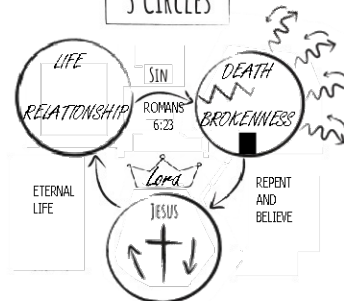 3 CIRCLES
LIFE
RELATIONSHIP
SIN
ROMANS
6:23
DEATH
BROKENNESS
Lord
JESUS
ETERNAL
LIFE
REPENT
AND
BELIEVE